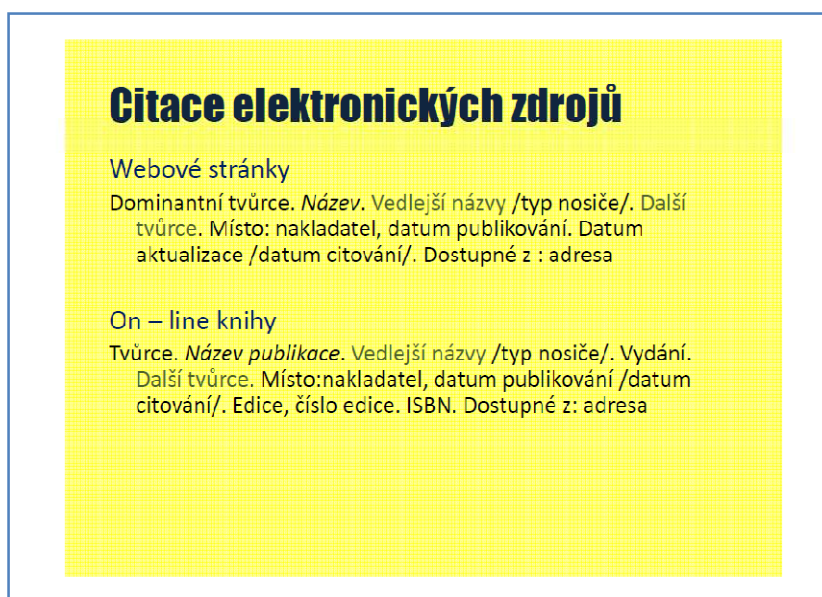 Citace elektronických zdrojů
Webové stránky
Dominantní tvůrce. Název. Vedlejší názvy /typ nosiče/. Další
tvůrce. Místo: nakladatel, datum publikování. Datum
aktualizace /datum citování/. Dostupné z : adresa
On – line knihy
Tvůrce. Název publikace. Vedlejší názvy /typ nosiče/. Vydání.
Další tvůrce. Místo:nakladatel, datum publikování /datum
citování/. Edice, číslo edice. ISBN. Dostupné z: adresa